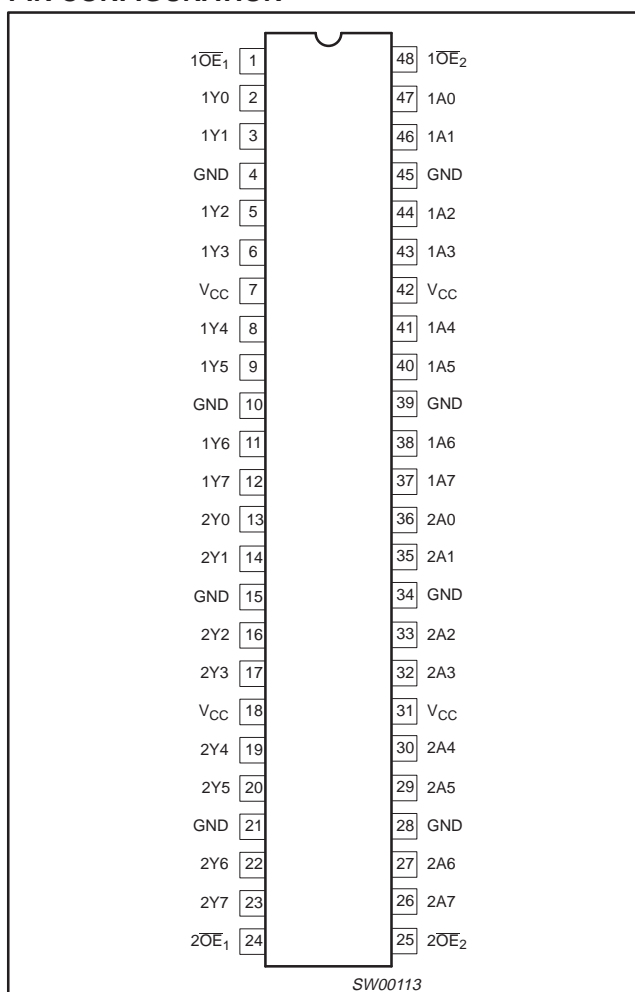 1OE1 1 48 1OE2
1Y0 2 47 1A0
1Y1 3 46 1A1
GND 4 45 GND
1Y2 5 44 1A2
1Y3 6 43 1A3
VCC 7 42 VCC
1Y4 8 41 1A4
1Y5 9 40 1A5
GND 10 39 GND
1Y6 11 38 1A6
1Y7 12 37 1A7
2Y0 13 36 2A0
2Y1 14 35 2A1
GND 15 34 GND
2Y2 16 33 2A2
2Y3 17 32 2A3
VCC 18 31 VCC
2Y4 19 30 2A4
2Y5 20 29 2A5
GND 21 28 GND
2Y6 22 27 2A6
2Y7 23 26 2A7
2OE1 24 25 2OE2
SW00113